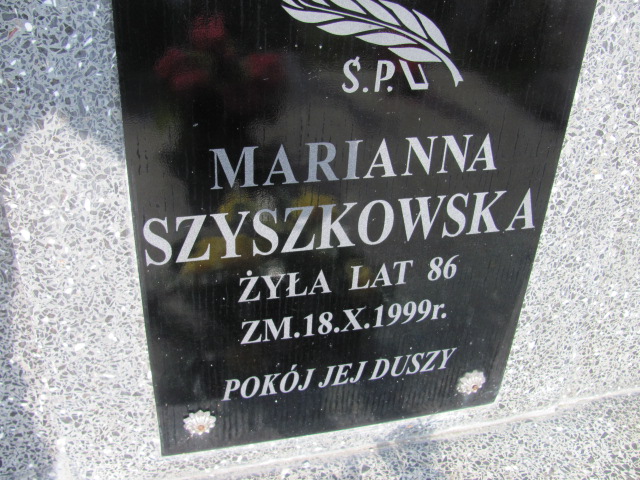 Ś.P.
MARIANNA
SZYSZKOWSKA
ŻYŁA LAT 86
ZM.18.X.1999r.
POKÓJ JEJ DUSZY